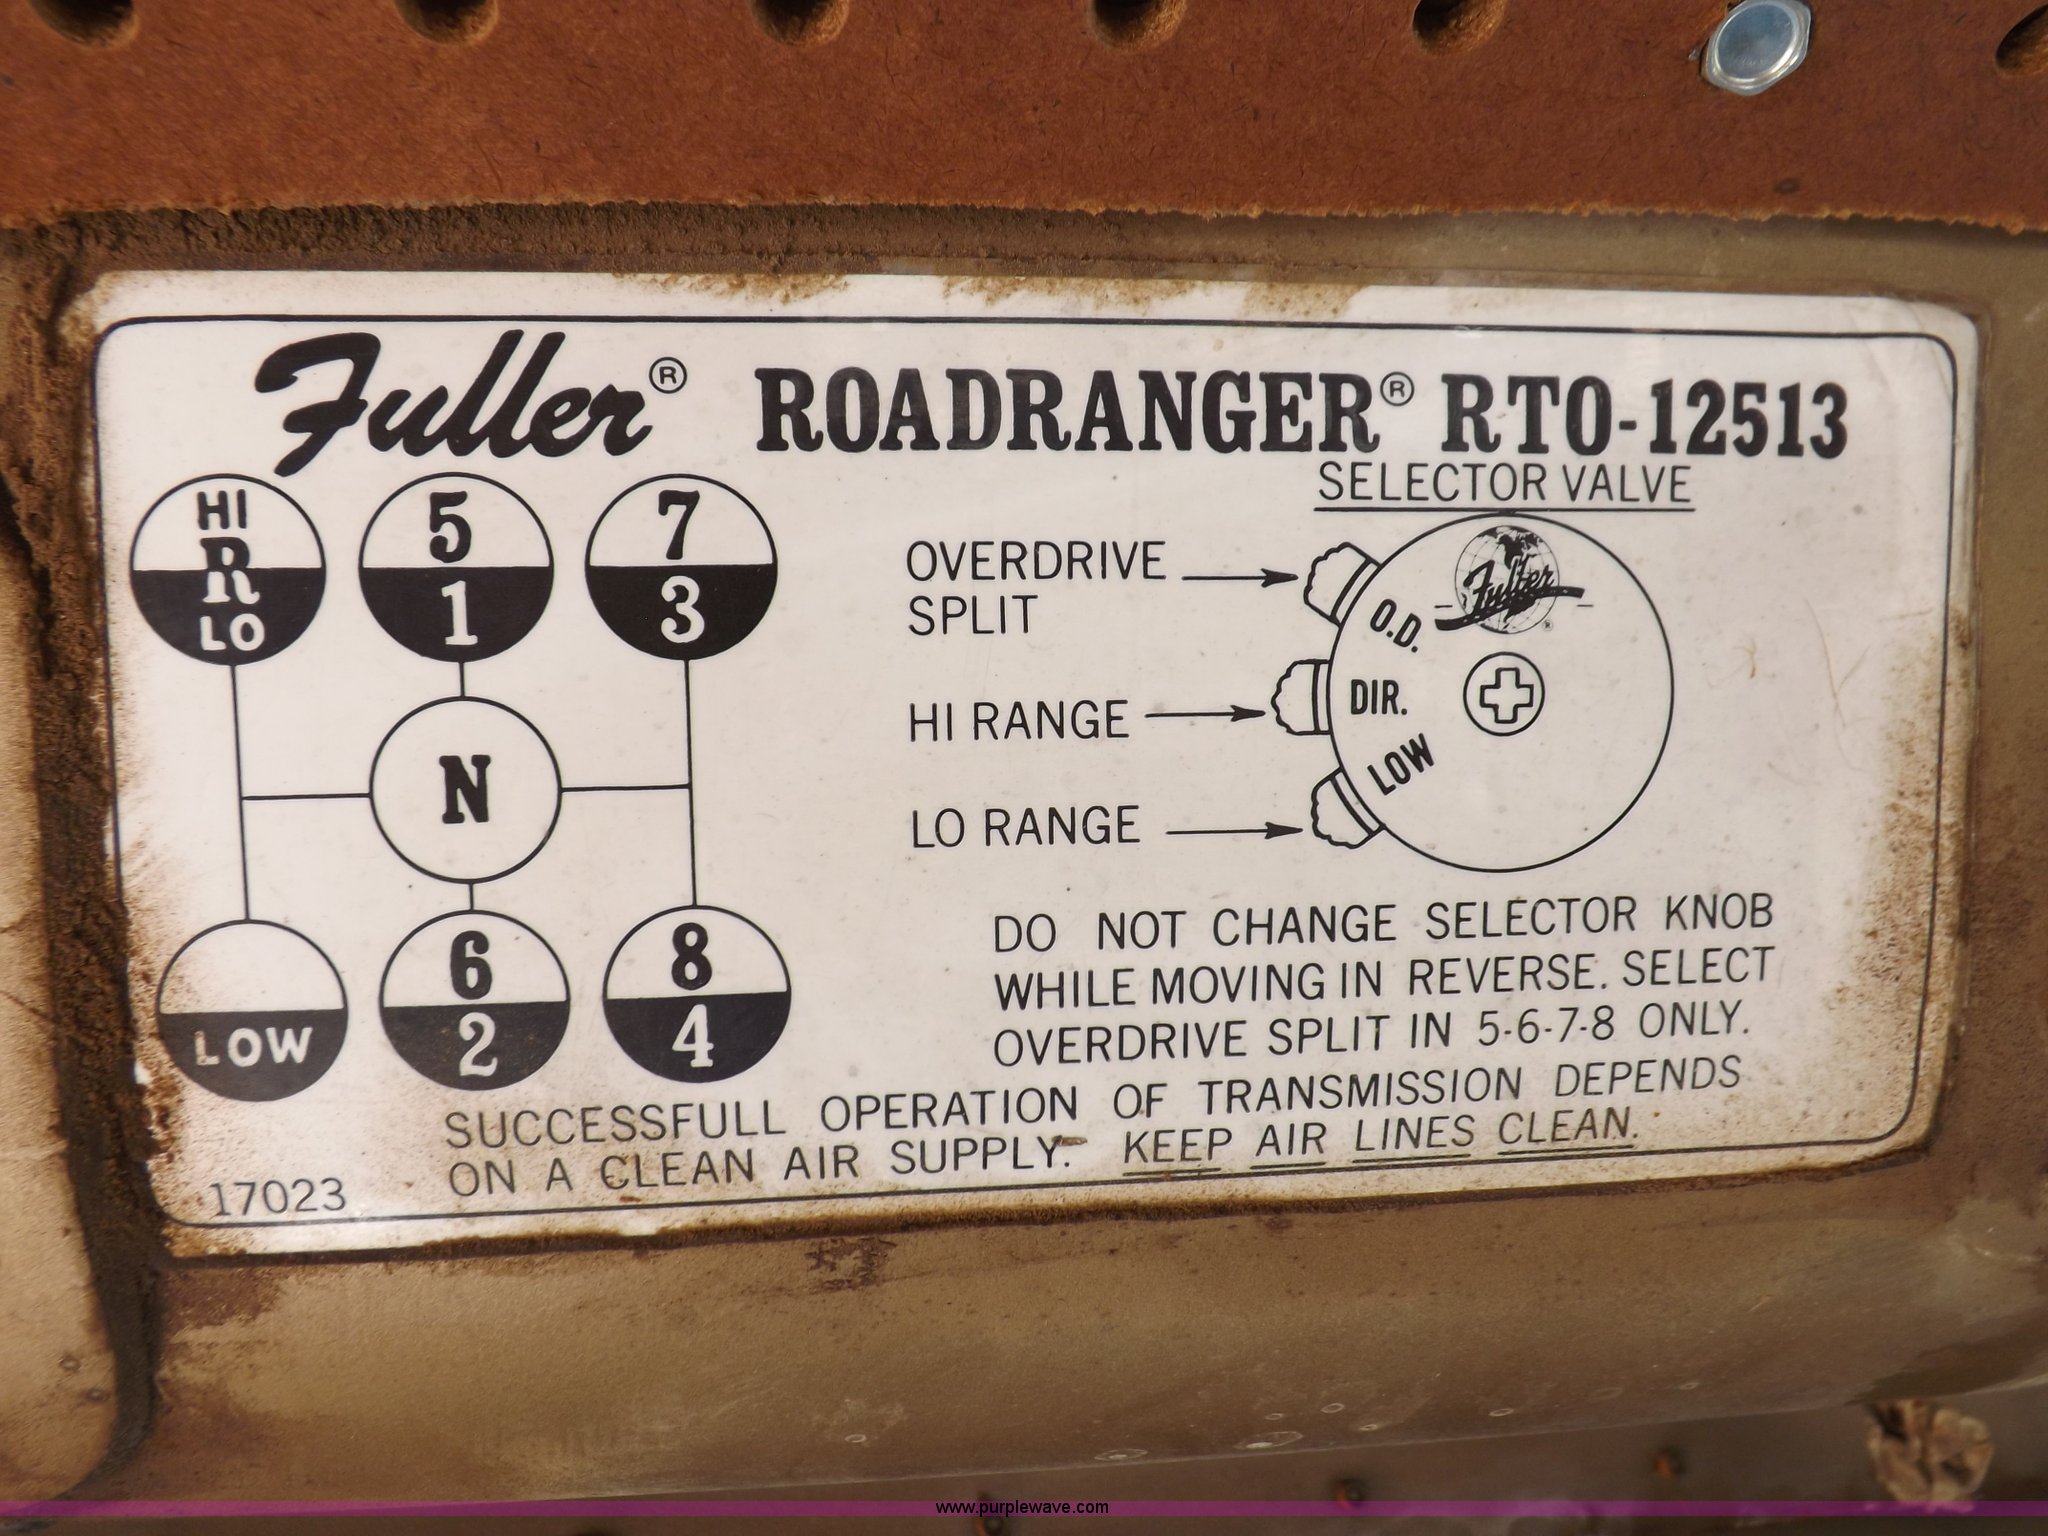 Fuller® ROADRANGER® RTO-12513
SELECTOR VALVE
HI
R
LO
5
1
7
3
N
LOW
6
2
8
4
OVERDRIVE
SPLIT
HI RANGE
LO RANGE
Fuller
®
O.D.
DIR.
LOW
DO NOT CHANGE SELECTOR KNOB
WHILE MOVING IN REVERSE. SELECT
OVERDRIVE SPLIT IN 5-6-7-8 ONLY.
SUCCESSFULL OPERATION OF TRANSMISSION DEPENDS
ON A CLEAN AIR SUPPLY. KEEP AIR LINES CLEAN.
17023
www.purplewave.com